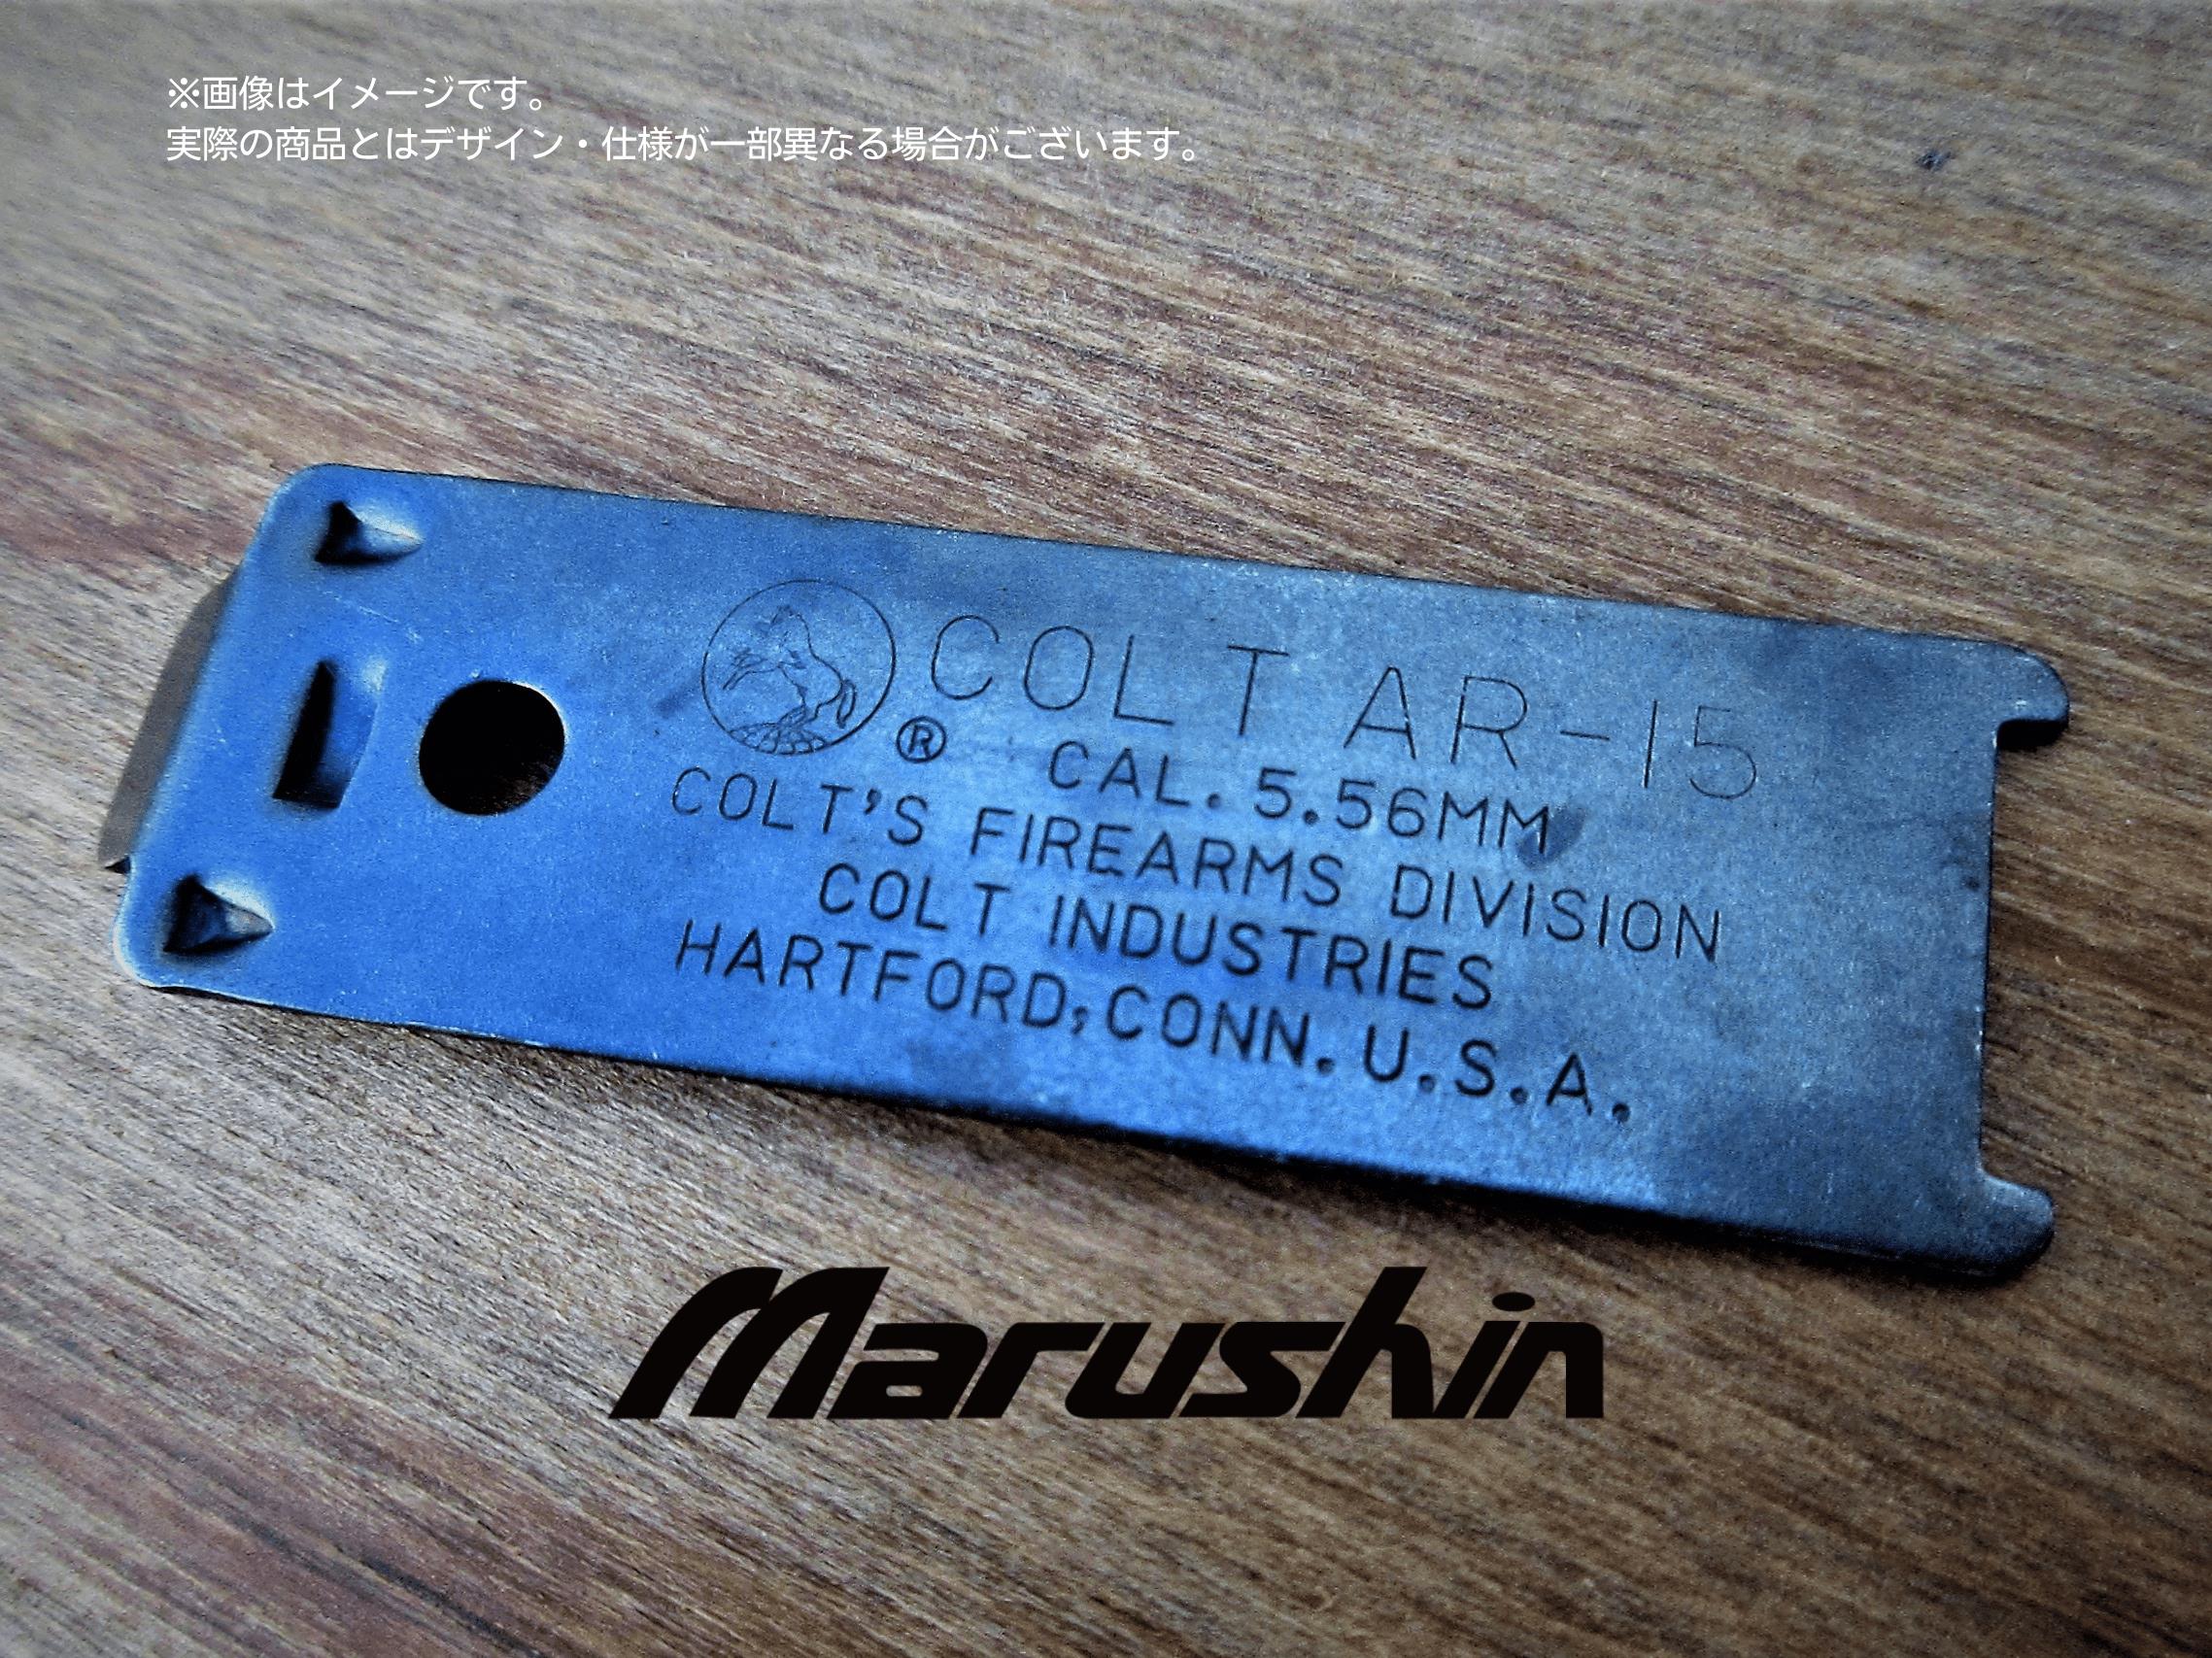 ※画像はイメージです。
実際の商品とはデザイン・仕様が一部異なる場合がございます。
COLT AR-15
®
CAL. 5.56MM
COLT'S FIREARMS DIVISION
COLT INDUSTRIES
HARTFORD, CONN. U.S.A.
Marushin